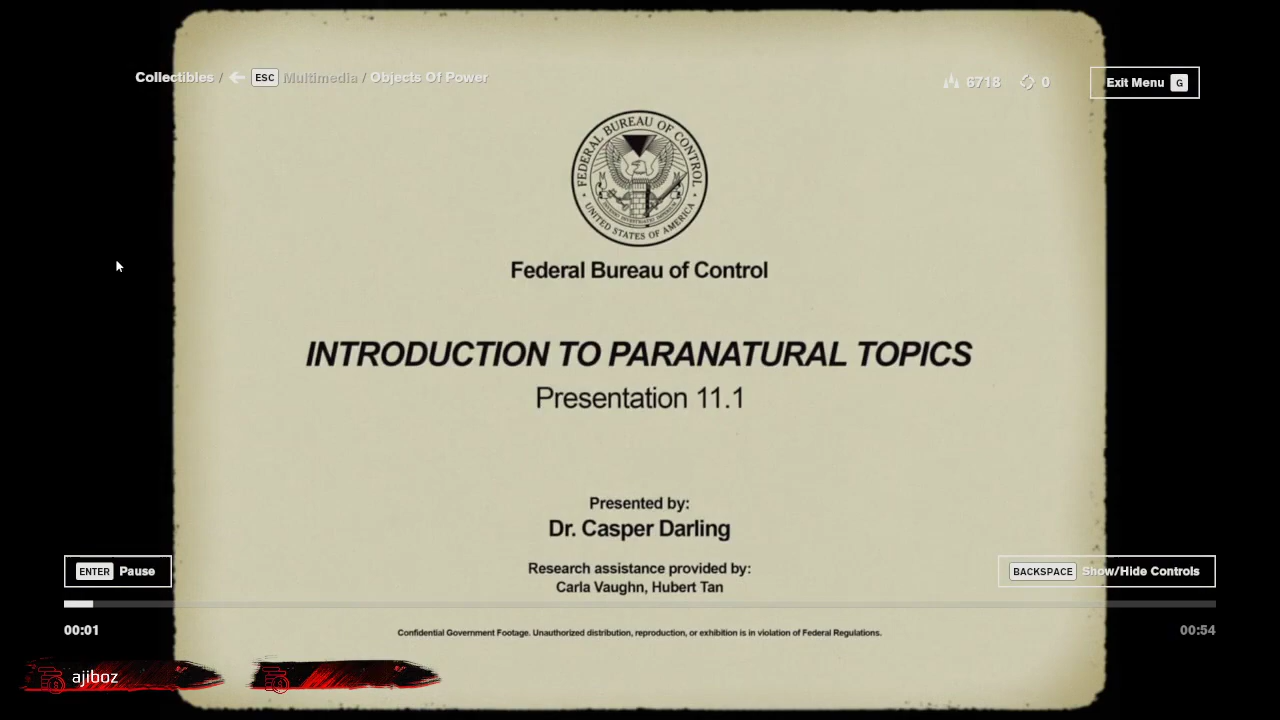 Collectibles / ESC Multimedia / Objects Of Power
6718 0
Exit Menu G
FEDERAL BUREAU OF CONTROL
UNITED STATES OF AMERICA
Federal Bureau of Control
INTRODUCTION TO PARANATURAL TOPICS
Presentation 11.1
Presented by:
Dr. Casper Darling
Research assistance provided by:
Carla Vaughn, Hubert Tan
ENTER Pause
BACKSPACE Show/Hide Controls
00:01
00:54
Confidential Government Footage. Unauthorized distribution, reproduction, or exhibition is in violation of Federal Regulations.
ajiboz